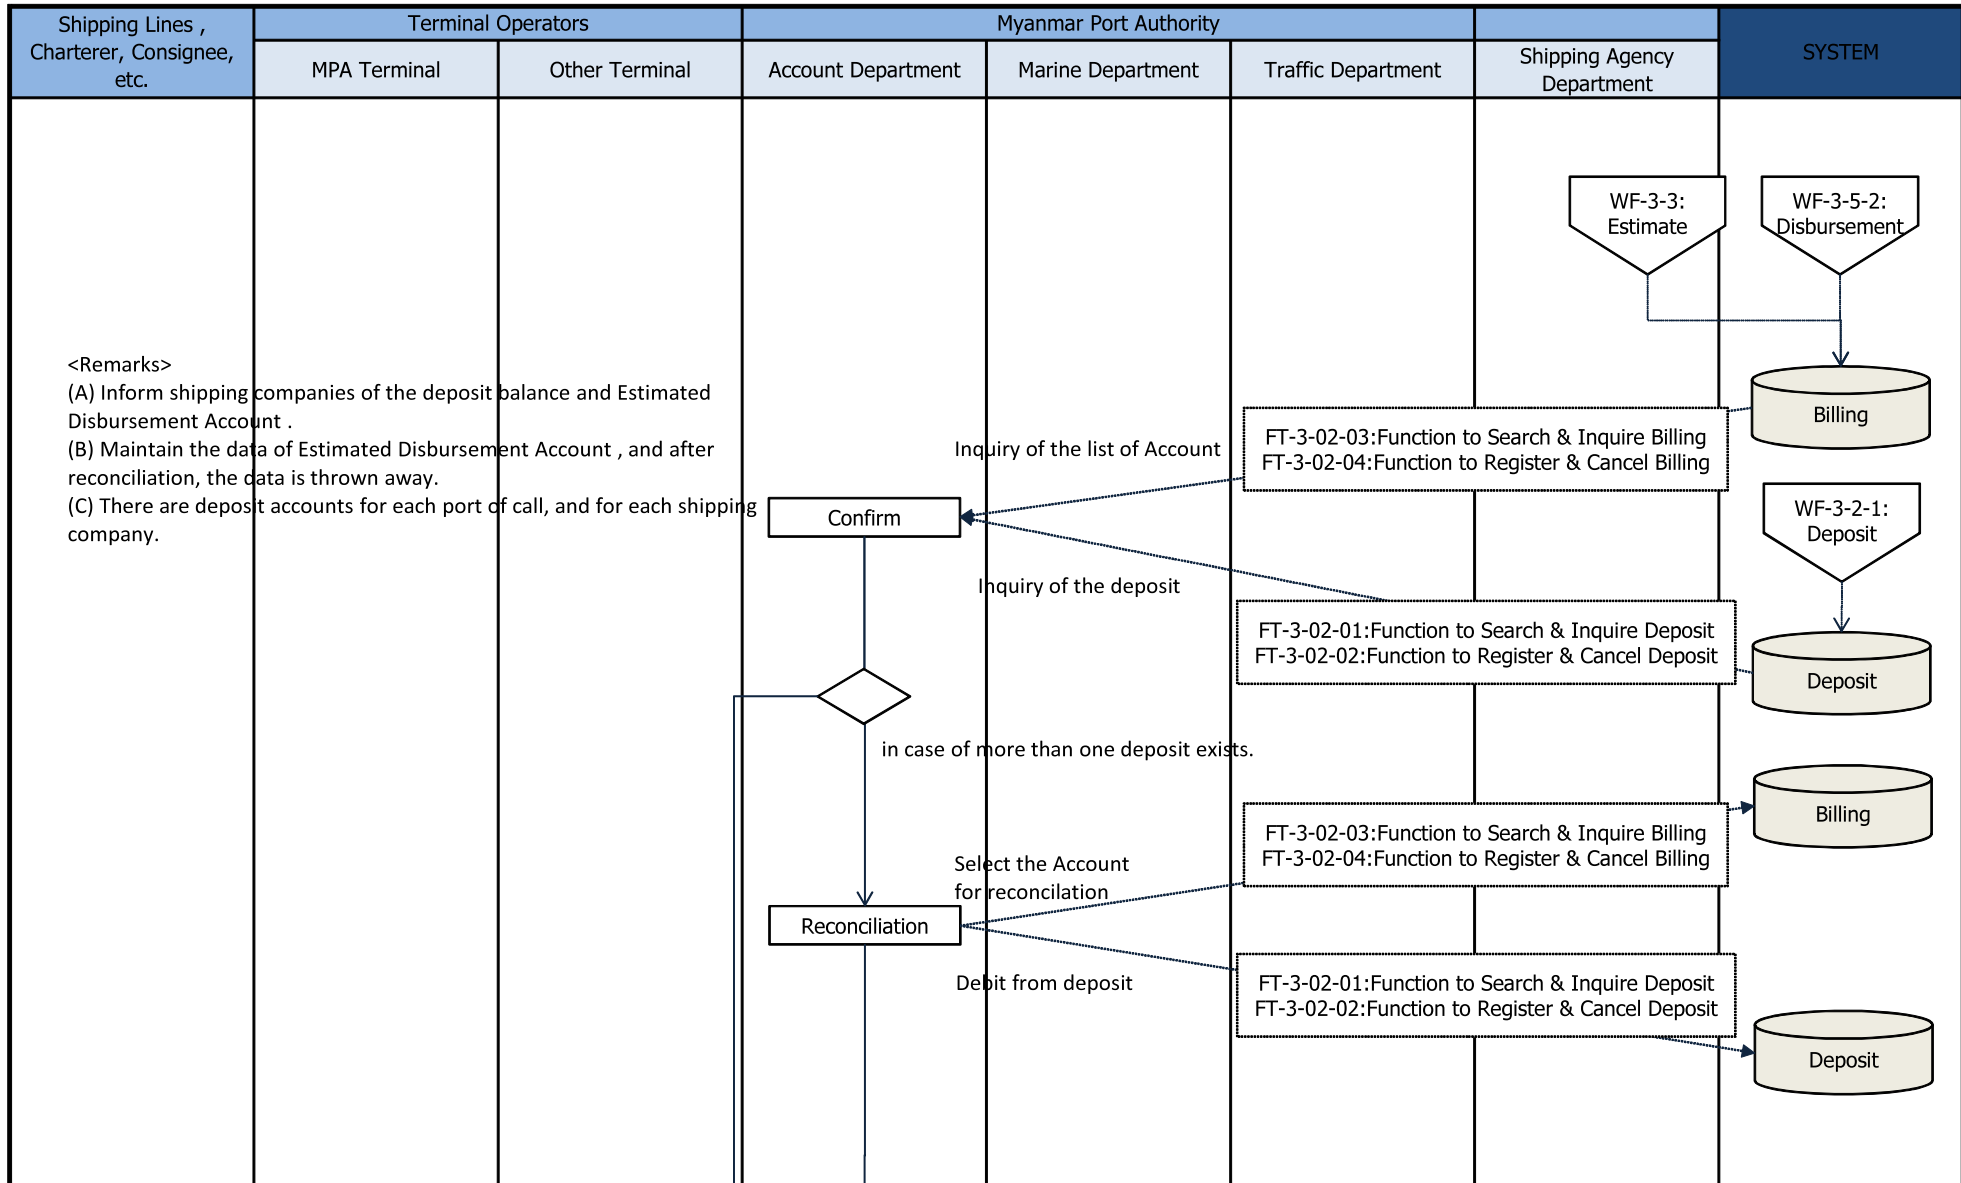 Shipping Lines ,
Charterer, Consignee,
etc.
Terminal Operators
Myanmar Port Authority
MPA Terminal
Other Terminal
Account Department
Marine Department
Traffic Department
Shipping Agency
Department
SYSTEM
WF-3-3:
Estimate
WF-3-5-2:
Disbursement
<Remarks>
(A) Inform shipping companies of the deposit balance and Estimated
Disbursement Account .
(B) Maintain the data of Estimated Disbursement Account , and after
reconciliation, the data is thrown away.
(C) There are deposit accounts for each port of call, and for each shipping
company.
Billing
FT-3-02-03:Function to Search & Inquire Billing
FT-3-02-04:Function to Register & Cancel Billing
Inquiry of the list of Account
Confirm
WF-3-2-1:
Deposit
Inquiry of the deposit
FT-3-02-01:Function to Search & Inquire Deposit
FT-3-02-02:Function to Register & Cancel Deposit
Deposit
in case of more than one deposit exists.
Billing
FT-3-02-03:Function to Search & Inquire Billing
FT-3-02-04:Function to Register & Cancel Billing
Select the Account
for reconcilation
Reconciliation
Debit from deposit
FT-3-02-01:Function to Search & Inquire Deposit
FT-3-02-02:Function to Register & Cancel Deposit
Deposit